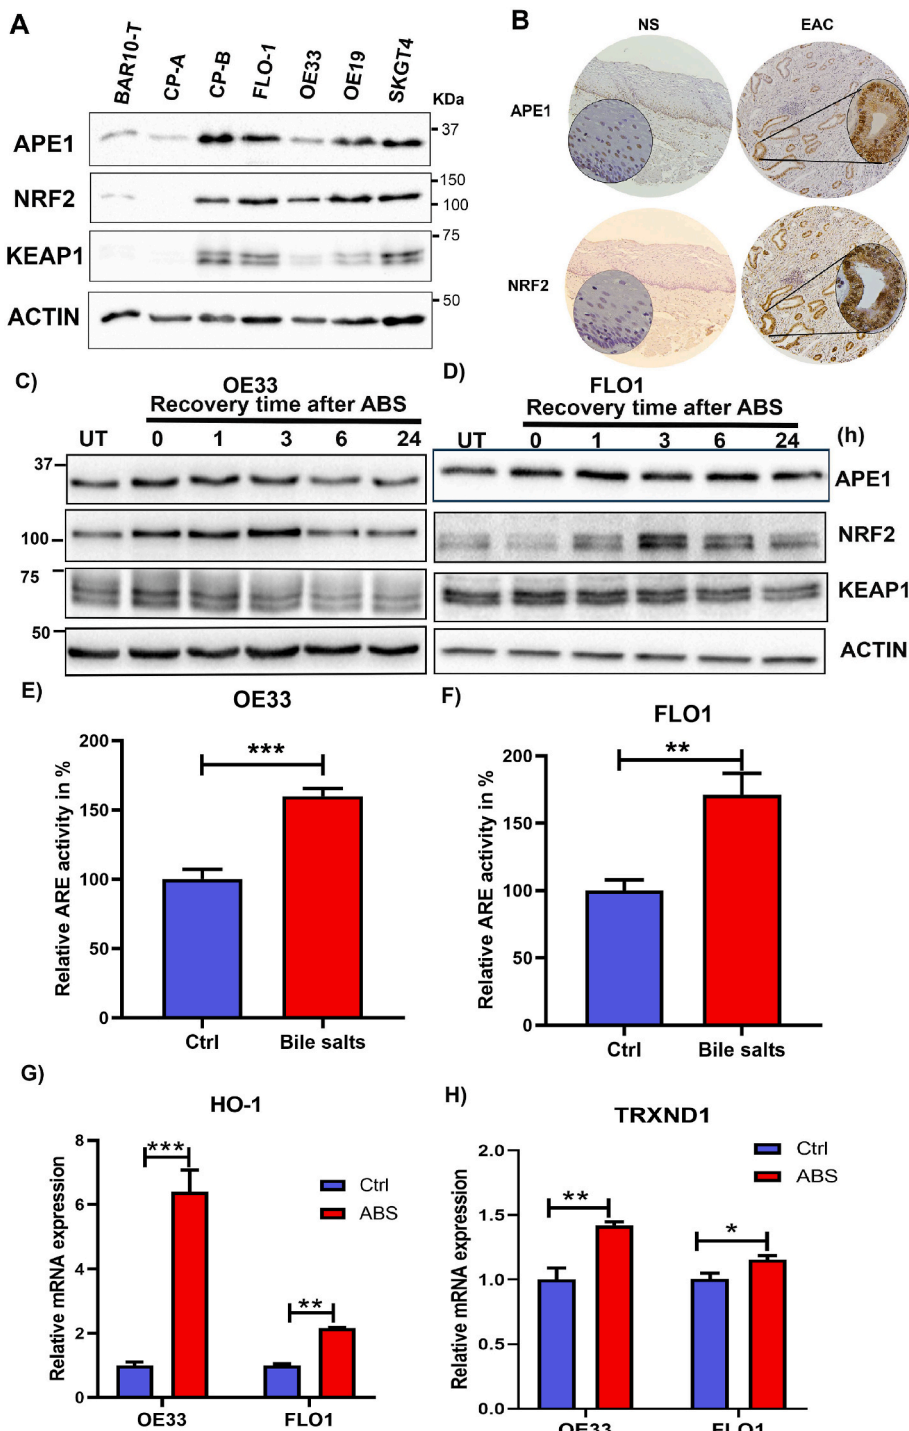 A
BAR10-T CP-A CP-B FLO-1 OE33 OE19 SKGT4
KDa
APE1
37
NRF2
150
100
KEAP1
75
ACTIN
50
B
NS EAC
APE1
NRF2
C)
OE33
Recovery time after ABS
UT 0 1 3 6 24
37
100
75
50
D)
FLO1
Recovery time after ABS
UT 0 1 3 6 24 (h)
APE1
NRF2
KEAP1
ACTIN
E)
OE33
Relative ARE activity in %
200
150
100
50
0
***
Ctrl Bile salts
F)
FLO1
Relative ARE activity in %
200
150
100
50
0
**
Ctrl Bile salts
G)
HO-1
Relative mRNA expression
8
6
4
2
0
***
**
Ctrl
ABS
OE33 FLO1
H)
TRXND1
Relative mRNA expression
2.0
1.5
1.0
0.5
0.0
**
*
Ctrl
ABS
OE33 FLO1